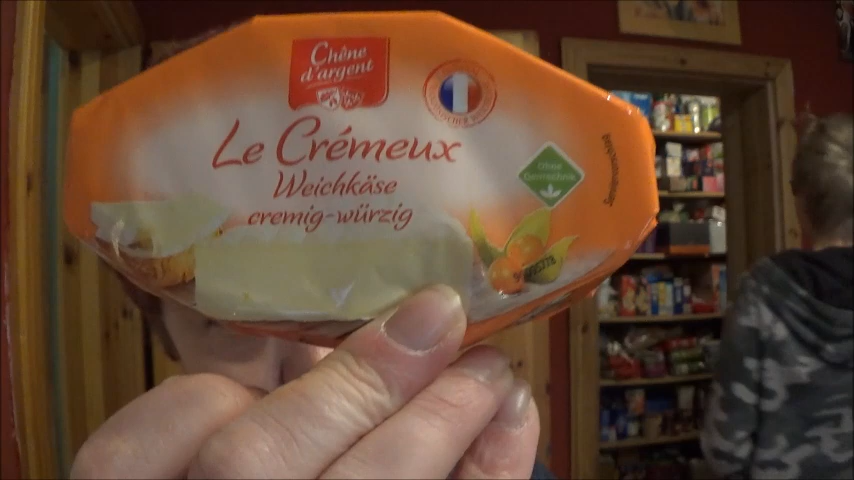 Chêne
d'argent
Le Crémeux
Weichkäse
cremig-würzig
Ohne
Gentechnik